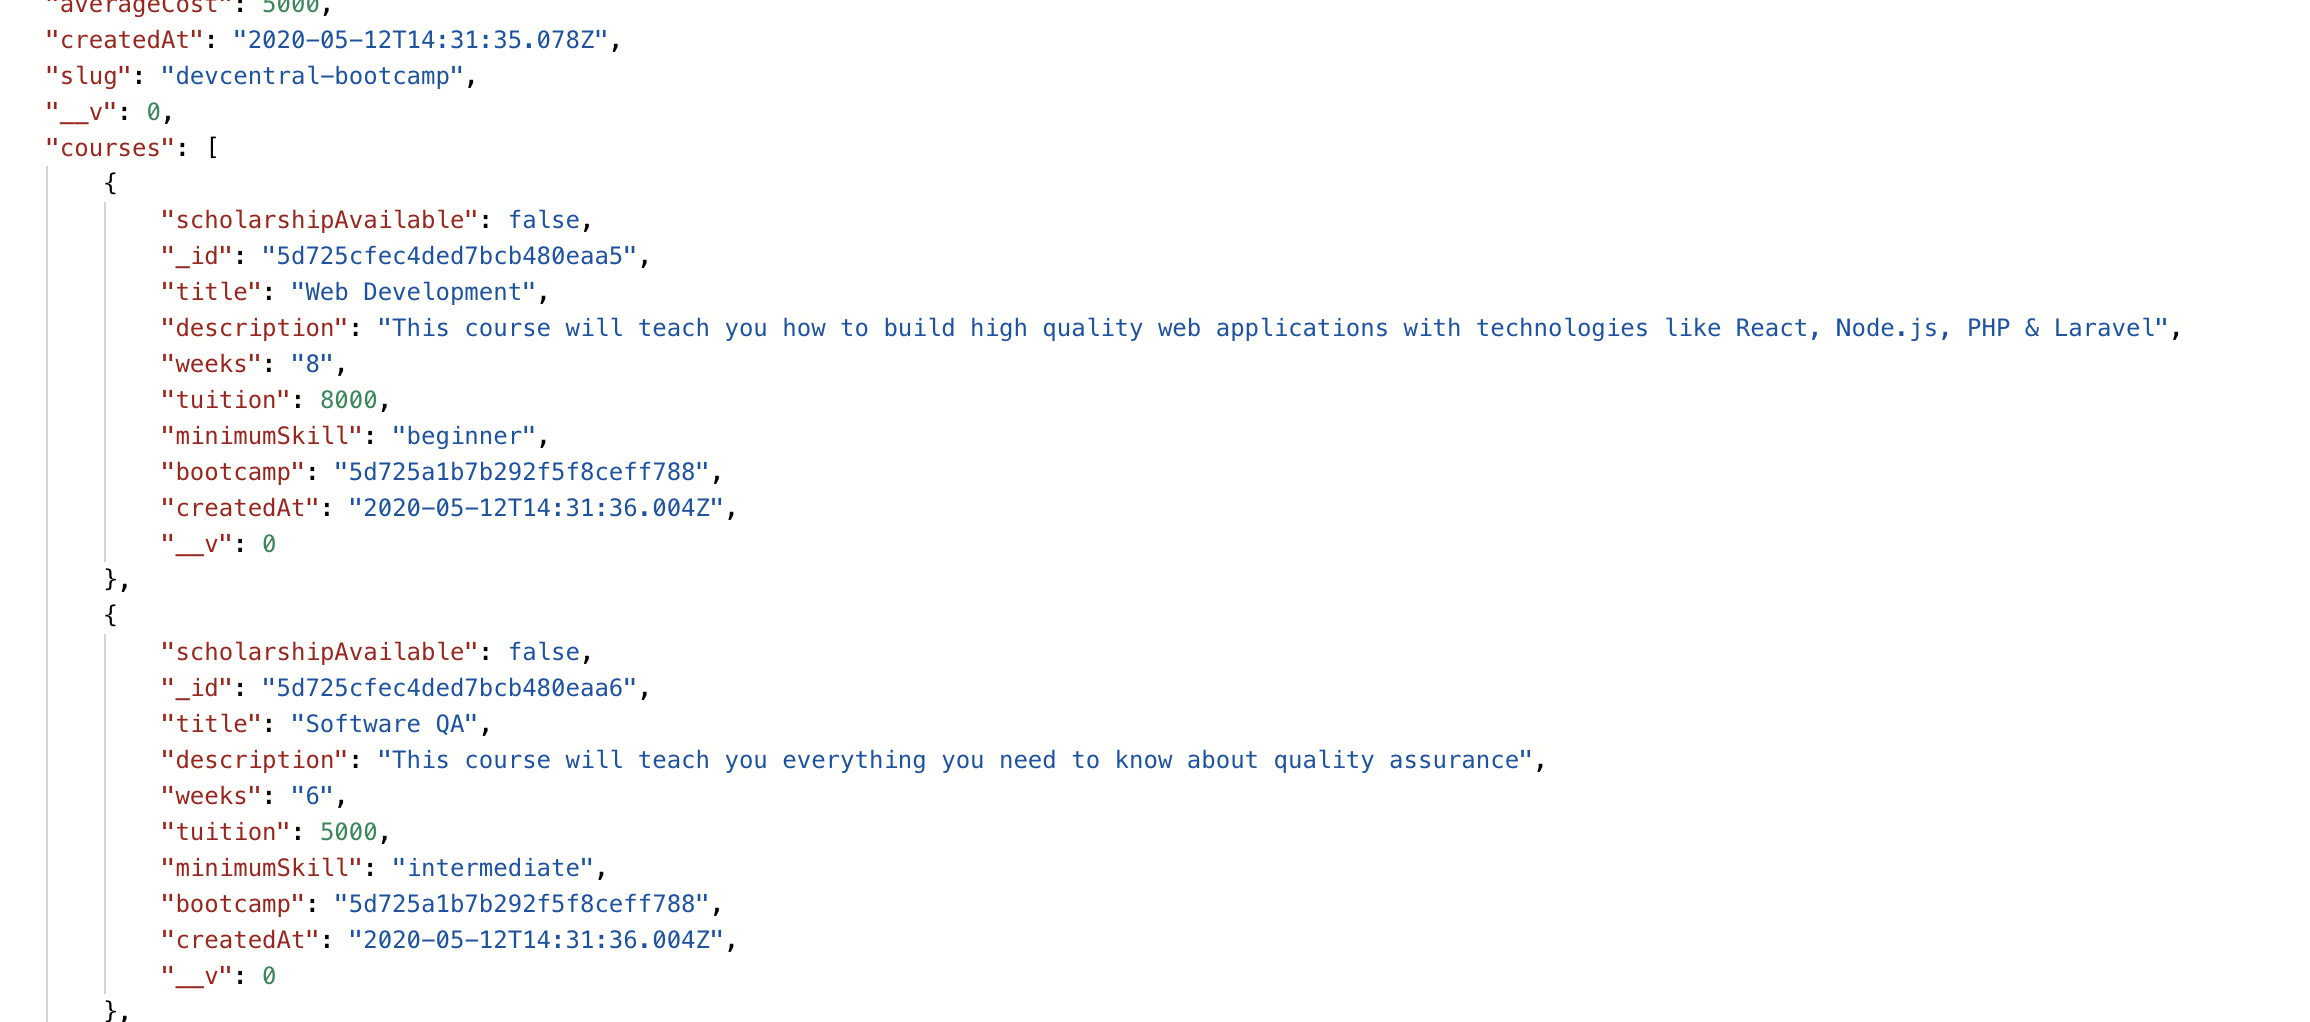 "averageCost": 5000,
"createdAt": "2020-05-12T14:31:35.078Z",
"slug": "devcentral-bootcamp",
"__v": 0,
"courses": [
{
"scholarshipAvailable": false,
"_id": "5d725cfec4ded7bcb480eaa5",
"title": "Web Development",
"description": "This course will teach you how to build high quality web applications with technologies like React, Node.js, PHP & Laravel",
"weeks": "8",
"tuition": 8000,
"minimumSkill": "beginner",
"bootcamp": "5d725a1b7b292f5f8ceff788",
"createdAt": "2020-05-12T14:31:36.004Z",
"__v": 0
},
{
"scholarshipAvailable": false,
"_id": "5d725cfec4ded7bcb480eaa6",
"title": "Software QA",
"description": "This course will teach you everything you need to know about quality assurance",
"weeks": "6",
"tuition": 5000,
"minimumSkill": "intermediate",
"bootcamp": "5d725a1b7b292f5f8ceff788",
"createdAt": "2020-05-12T14:31:36.004Z",
"__v": 0
},